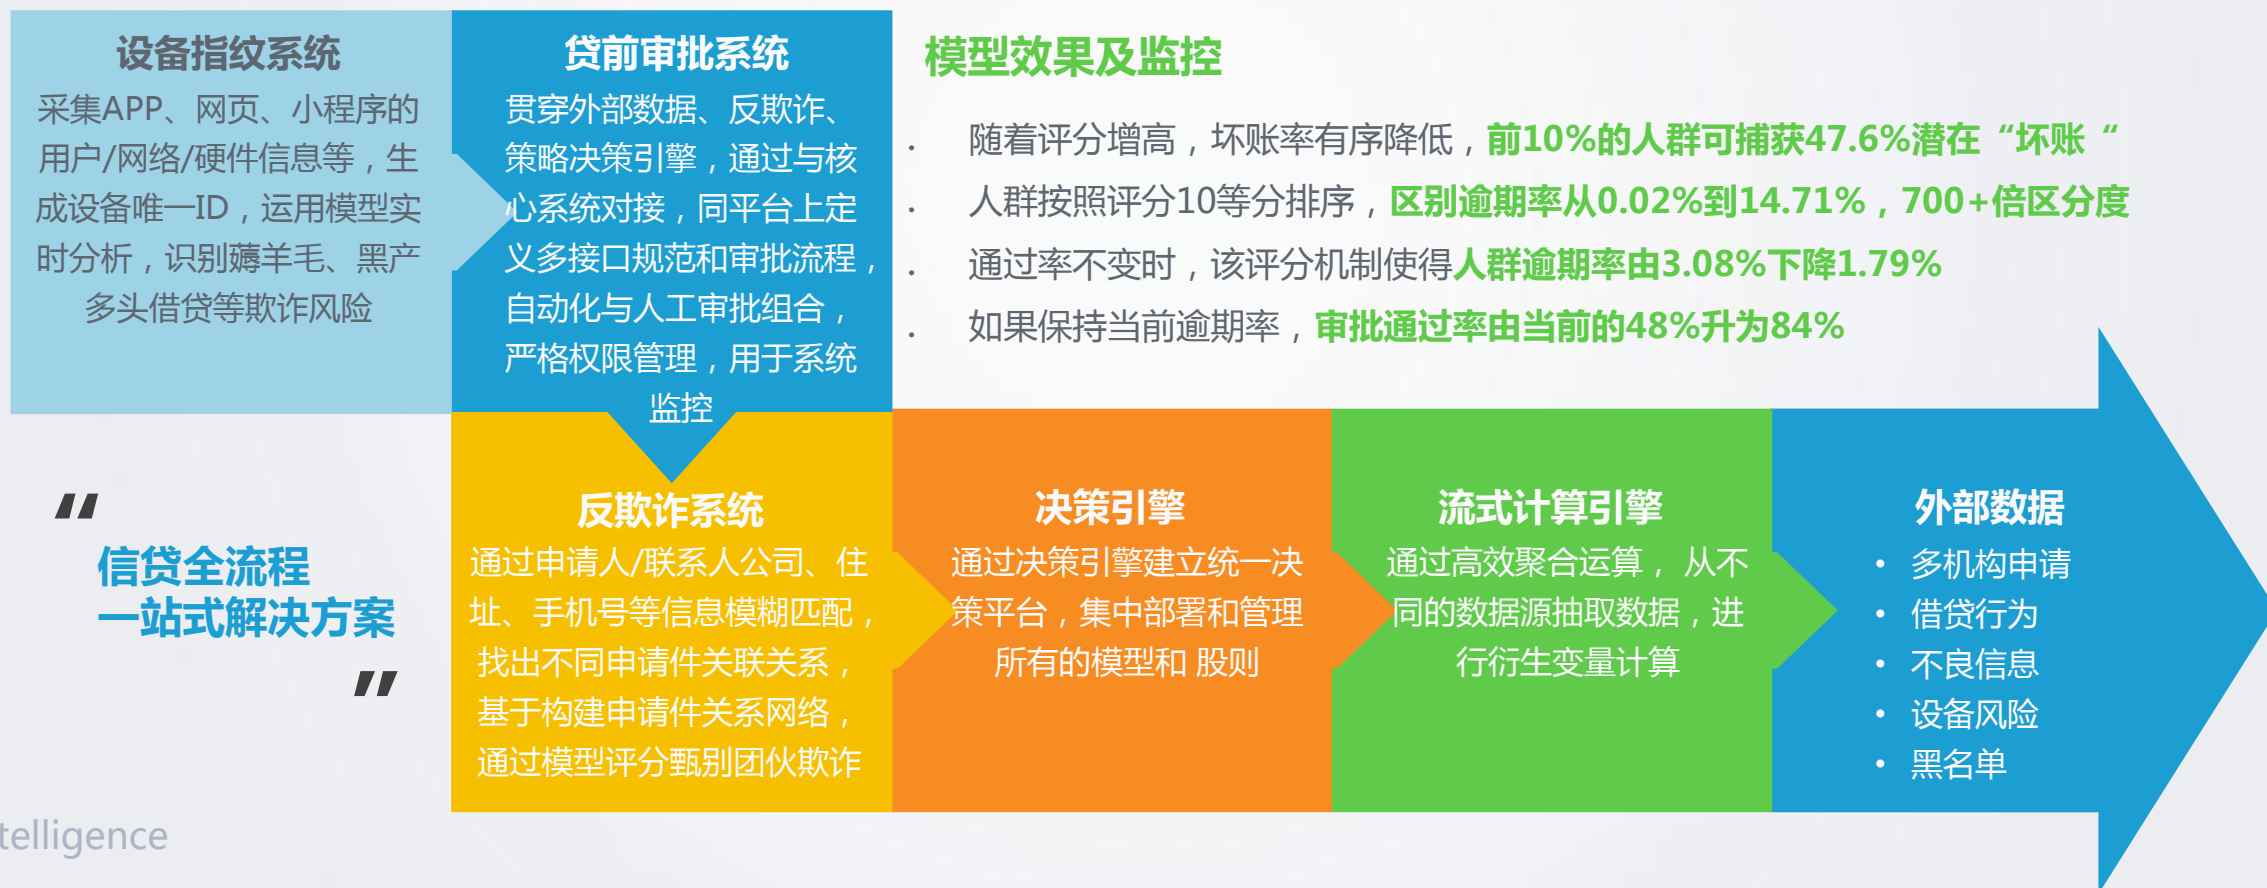 设备指纹系统
采集APP、网页、小程序的
用户/网络/硬件信息等，生
成设备唯一ID，运用模型实
时分析，识别薅羊毛、黑产
多头借贷等欺诈风险
贷前审批系统
贯穿外部数据、反欺诈、
策略决策引擎，通过与核
心系统对接，同平台上定
义多接口规范和审批流程，
自动化与人工审批组合，
严格权限管理，用于系统
监控
模型效果及监控
. 随着评分增高，坏账率有序降低，前10%的人群可捕获47.6%潜在“坏账“
. 人群按照评分10等分排序，区别逾期率从0.02%到14.71%，700+倍区分度
. 通过率不变时，该评分机制使得人群逾期率由3.08%下降1.79%
. 如果保持当前逾期率，审批通过率由当前的48%升为84%
“
信贷全流程
一站式解决方案
”
反欺诈系统
通过申请人/联系人公司、住
址、手机号等信息模糊匹配，
找出不同申请件关联关系，
基于构建申请件关系网络，
通过模型评分甄别团伙欺诈
决策引擎
通过决策引擎建立统一决
策平台，集中部署和管理
所有的模型和 股则
流式计算引擎
通过高效聚合运算， 从不
同的数据源抽取数据，进
行衍生变量计算
外部数据
• 多机构申请
• 借贷行为
• 不良信息
• 设备风险
• 黑名单
telligence